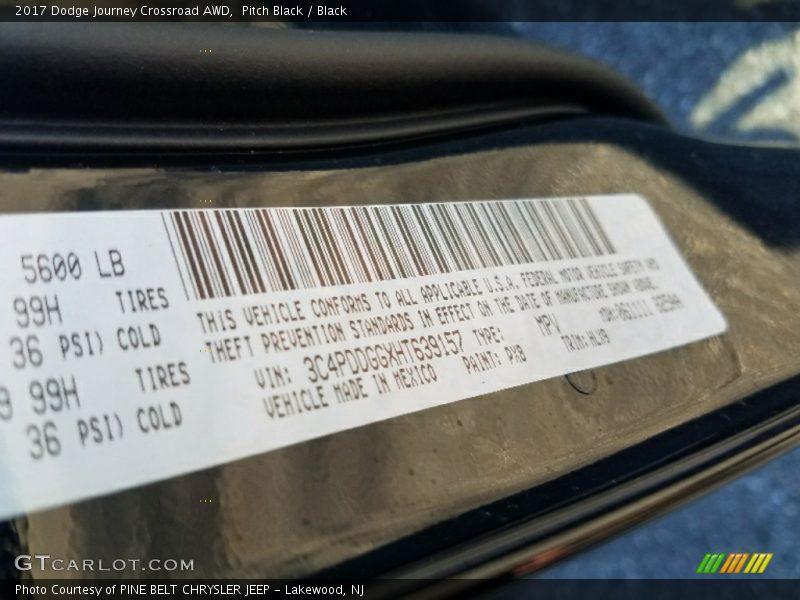 2017 Dodge Journey Crossroad AWD,  Pitch Black / Black
5600 LB
99H TIRES
36 PSI) COLD
9 99H TIRES
36 PSI) COLD
THIS VEHICLE CONFORMS TO ALL APPLICABLE U.S.A. FEDERAL MOTOR VEHICLE SAFETY AND
THEFT PREVENTION STANDARDS IN EFFECT ON THE DATE OF MANUFACTURE SHOWN ABOVE.
VIN: 3C4PDDGGXHT639157 TYPE: MPV
VEHICLE MADE IN MEXICO PAINT: PX8
GTCARLOT.COM
Photo Courtesy of PINE BELT CHRYSLER JEEP – Lakewood, NJ